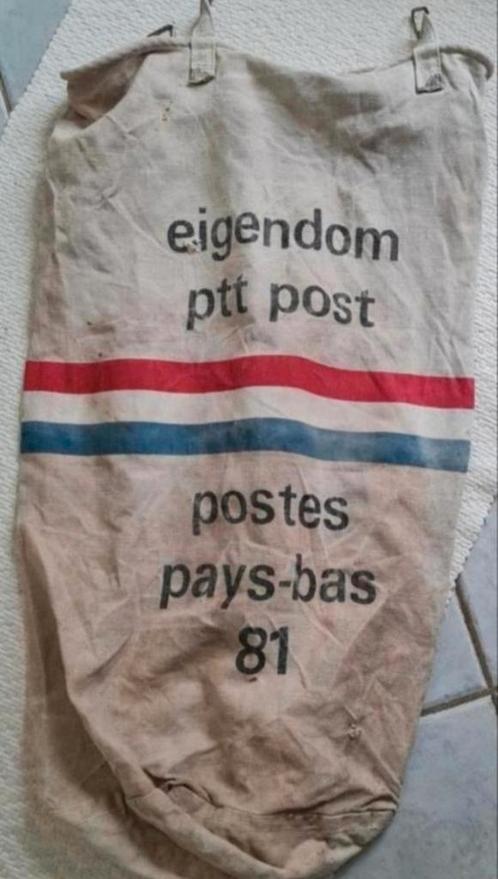 eigendom
ptt post
postes
pays-bas
81